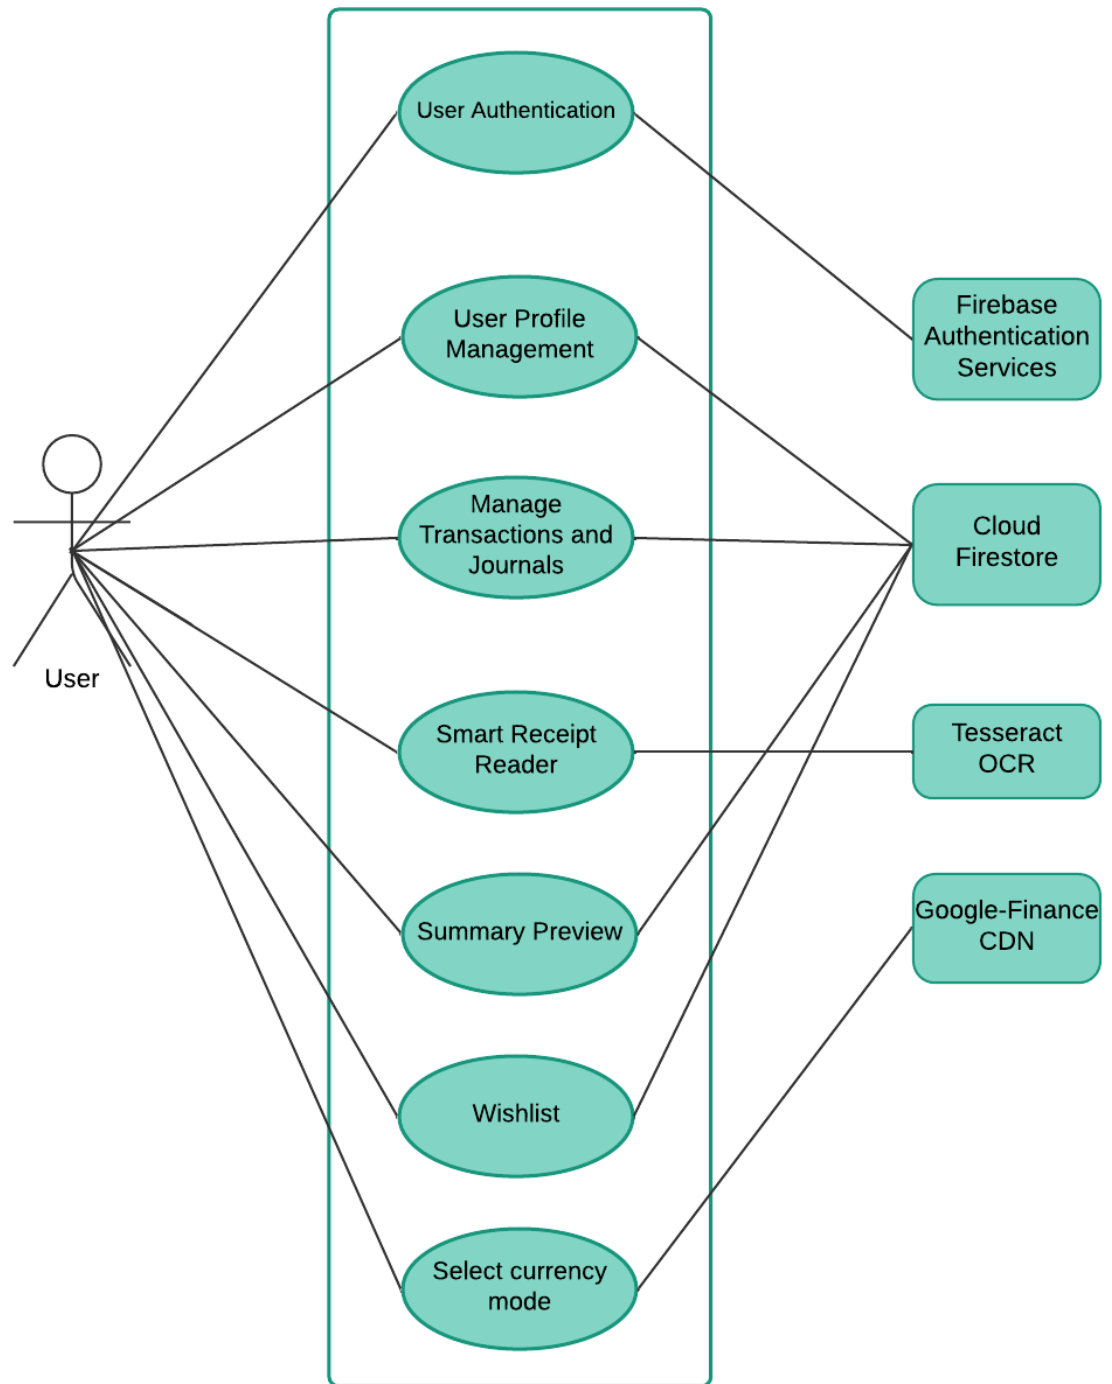 User Authentication
User Profile
Management
Manage
Transactions and
Journals
Smart Receipt
Reader
Summary Preview
Wishlist
Select currency
mode
User
Firebase
Authentication
Services
Cloud
Firestore
Tesseract
OCR
Google-Finance
CDN